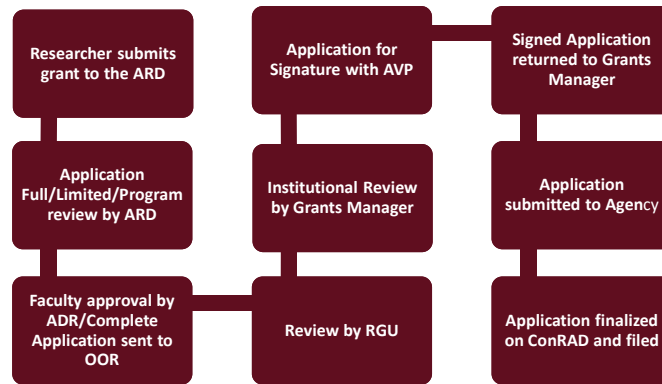 Researcher submits
grant to the ARD
Application
Full/Limited/Program
review by ARD
Faculty approval by
ADR/Complete
Application sent to
OOR
Review by RGU
Institutional Review
by Grants Manager
Application for
Signature with AVP
Signed Application
returned to Grants
Manager
Application
submitted to Agency
Application finalized
on ConRAD and filed